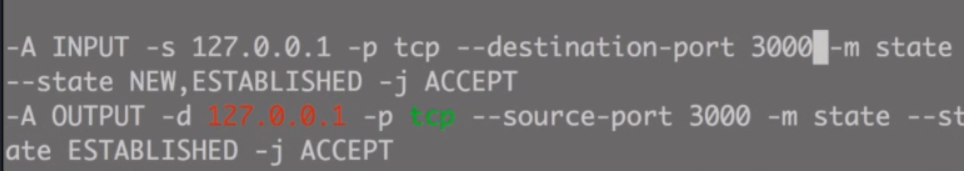 -A INPUT -s 127.0.0.1 -p tcp --destination-port 3000 -m state
--state NEW,ESTABLISHED -j ACCEPT
-A OUTPUT -d 127.0.0.1 -p tcp --source-port 3000 -m state --st
ate ESTABLISHED -j ACCEPT